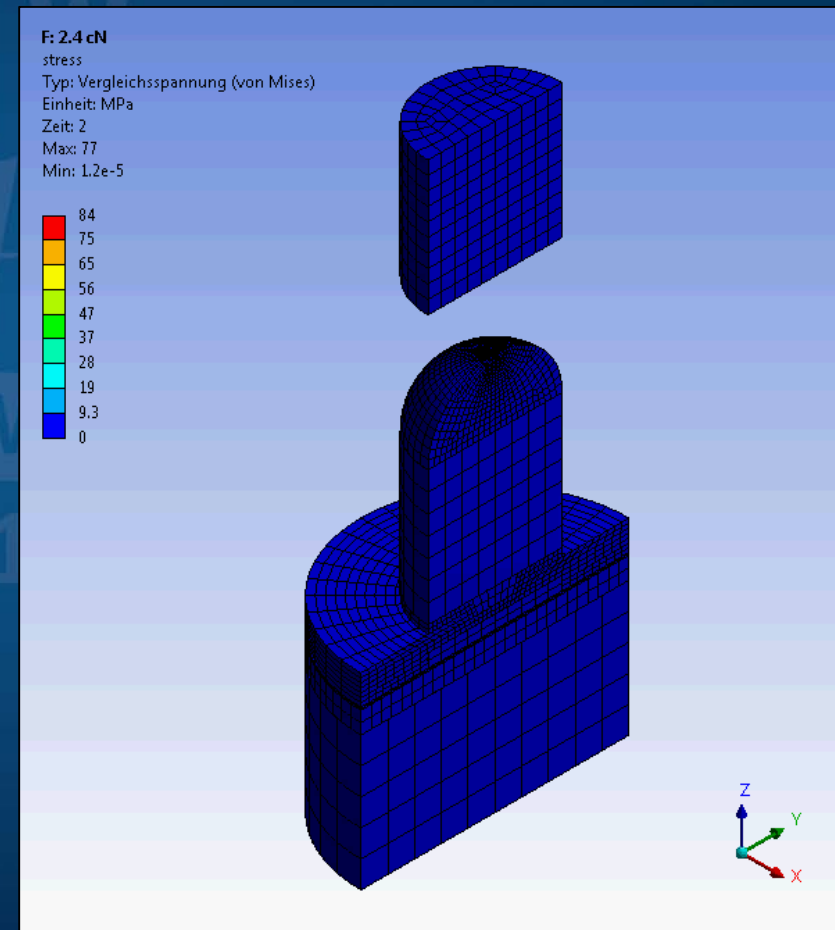 F: 2.4 cN
stress
Typ: Vergleichsspannung (von Mises)
Einheit: MPa
Zeit: 2
Max: 77
Min: 1.2e-5
84
75
65
56
47
37
28
19
9.3
0
Z
Y
X